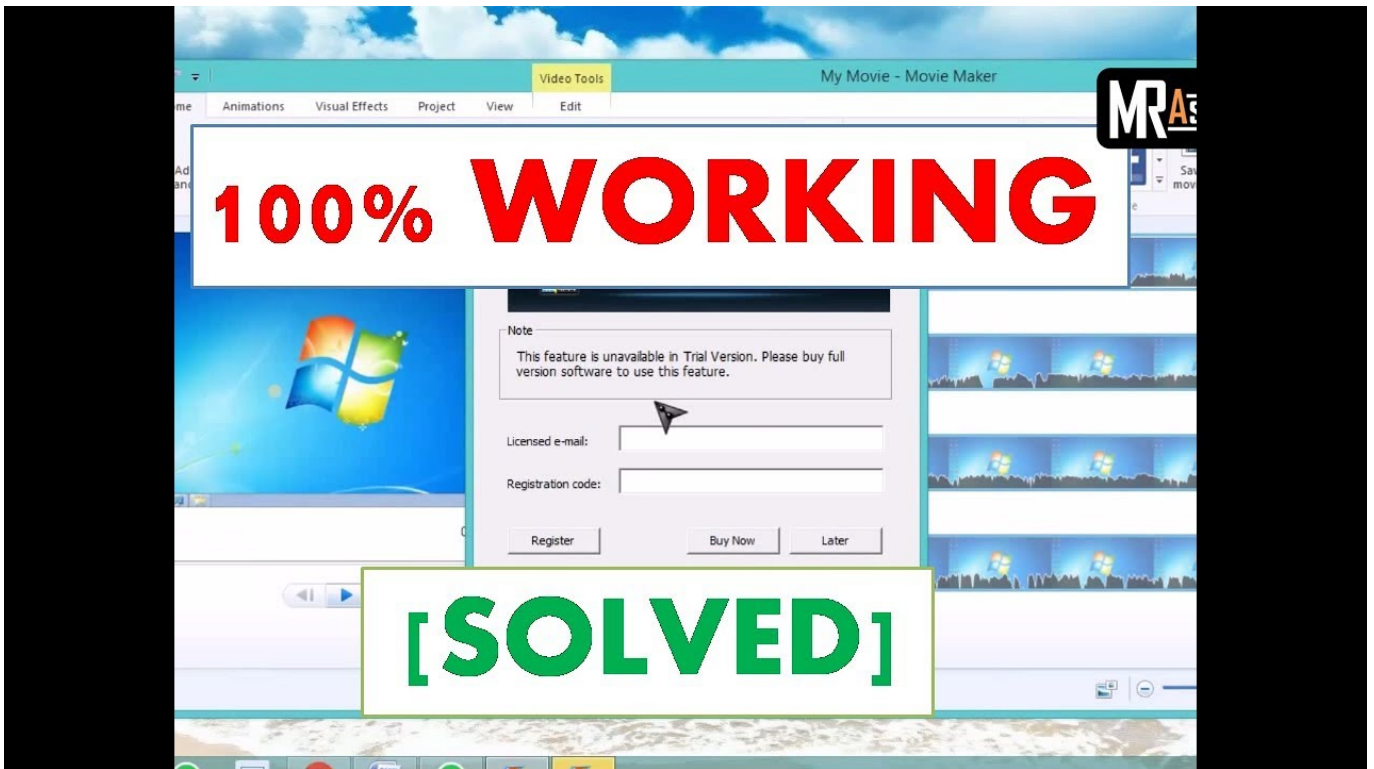 Video Tools
My Movie - Movie Maker
Animations Visual Effects Project View Edit
MR
100% WORKING
Note
This feature is unavailable in Trial Version. Please buy full
version software to use this feature.
Licensed e-mail:
Registration code:
Register Buy Now Later
[SOLVED]